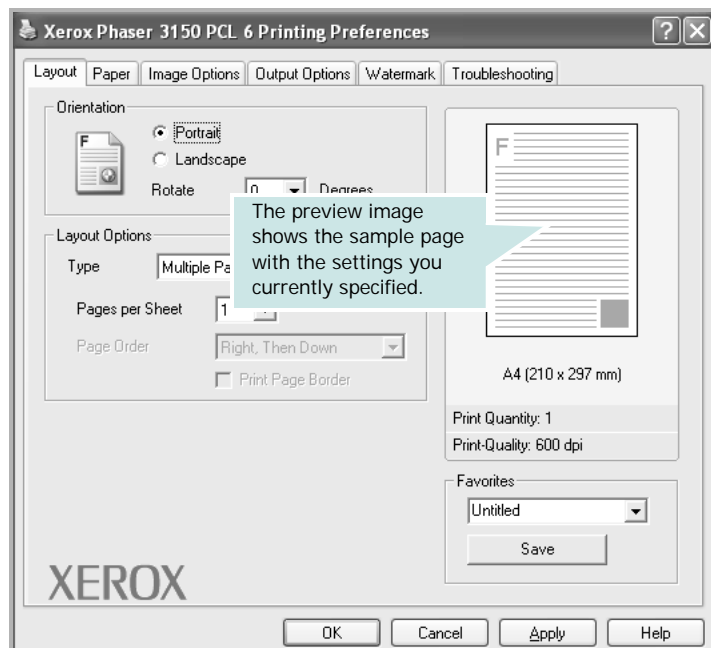 Xerox Phaser 3150 PCL 6 Printing Preferences
Layout Paper Image Options Output Options Watermark Troubleshooting
Orientation
F
Portrait
Landscape
Rotate 0 Degrees
Layout Options
Type Multiple Pa
Pages per Sheet 1
Page Order Right, Then Down
Print Page Border
The preview image
shows the sample page
with the settings you
currently specified.
F
A4 (210 x 297 mm)
Print Quantity: 1
Print-Quality: 600 dpi
Favorites
Untitled
Save
XEROX
OK Cancel Apply Help